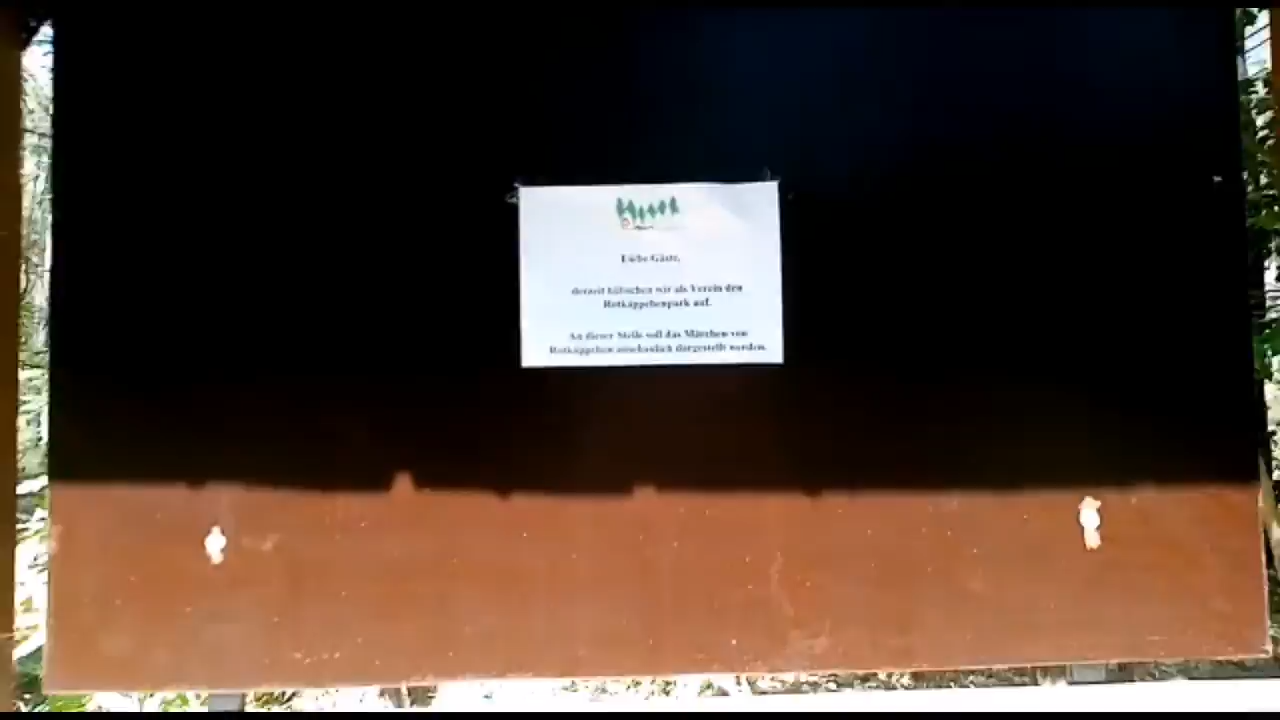 Liebe Gäste,
derzeit hübschen wir als Verein den
Rotkäppchenpark auf.
An dieser Stelle soll das Märchen von
Rotkäppchen anschaulich dargestellt werden.